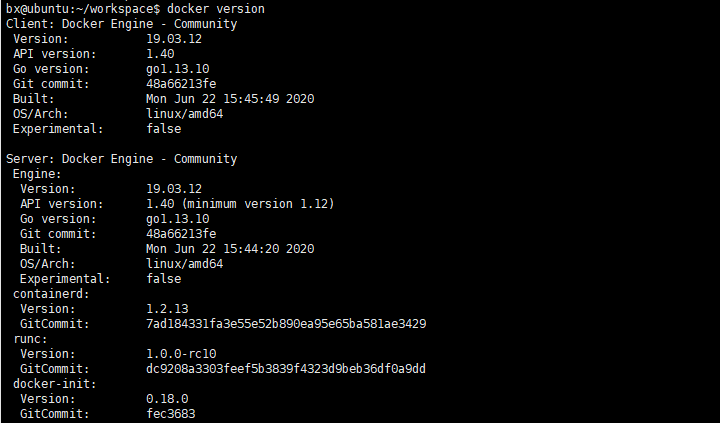 bx@ubuntu:~/workspace$ docker version
Client: Docker Engine - Community
 Version:           19.03.12
 API version:       1.40
 Go version:        go1.13.10
 Git commit:        48a66213fe
 Built:             Mon Jun 22 15:45:49 2020
 OS/Arch:           linux/amd64
 Experimental:      false

Server: Docker Engine - Community
 Engine:
  Version:          19.03.12
  API version:      1.40 (minimum version 1.12)
  Go version:       go1.13.10
  Git commit:       48a66213fe
  Built:            Mon Jun 22 15:44:20 2020
  OS/Arch:          linux/amd64
  Experimental:     false
 containerd:
  Version:          1.2.13
  GitCommit:        7ad184331fa3e55e52b890ea95e65ba581ae3429
 runc:
  Version:          1.0.0-rc10
  GitCommit:        dc9208a3303feef5b3839f4323d9beb36df0a9dd
 docker-init:
  Version:          0.18.0
  GitCommit:        fec3683